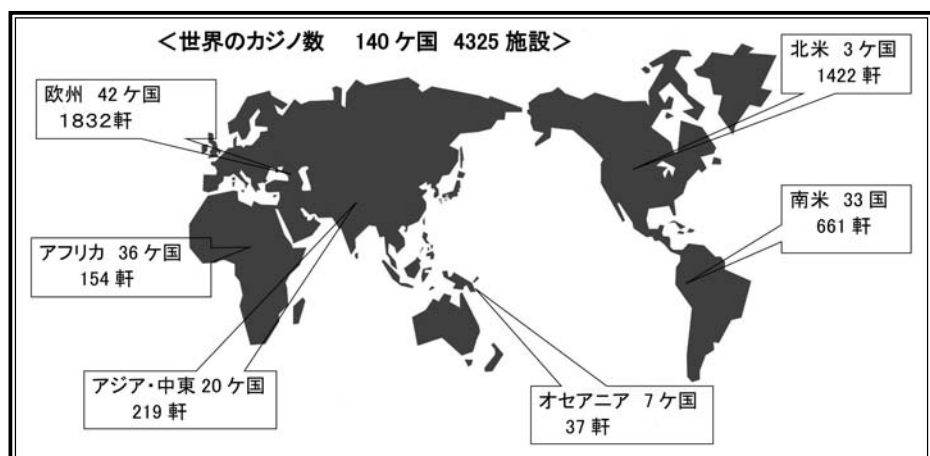 <世界のカジノ数　140ケ国　4325施設>
北米　3ケ国
1422軒
欧州　42ケ国
1832軒
南米　33国
661軒
アフリカ　36ケ国
154軒
アジア・中東20ケ国
219軒
オセアニア　7ケ国
37軒